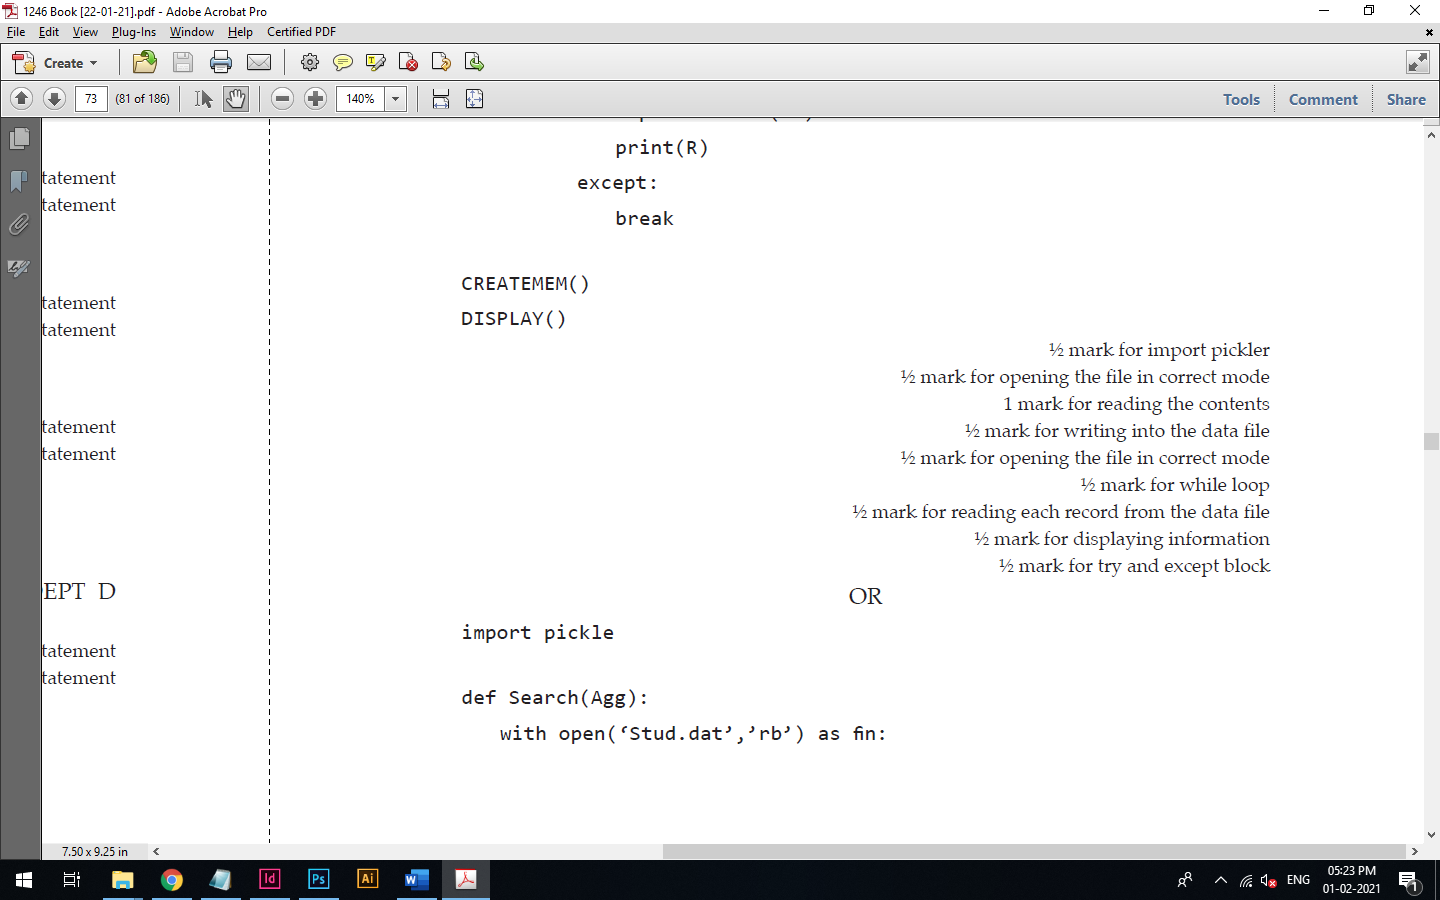 1246 Book [22-01-21].pdf - Adobe Acrobat Pro
File Edit View Plug-Ins Window Help Certified PDF
Create
73 (81 of 186) 140% Tools Comment Share
print(R)
except:
break
CREATEMEM()
DISPLAY()
½ mark for import pickler
½ mark for opening the file in correct mode
1 mark for reading the contents
½ mark for writing into the data file
½ mark for opening the file in correct mode
½ mark for while loop
½ mark for reading each record from the data file
½ mark for displaying information
½ mark for try and except block
OR
import pickle
def Search(Agg):
with open(‘Stud.dat’,’rb’) as fin:
tatement
tatement
tatement
tatement
tatement
tatement
EPT D
tatement
tatement
7.50 x 9.25 in
Id Ps Ai ENG 05:23 PM
01-02-2021
1